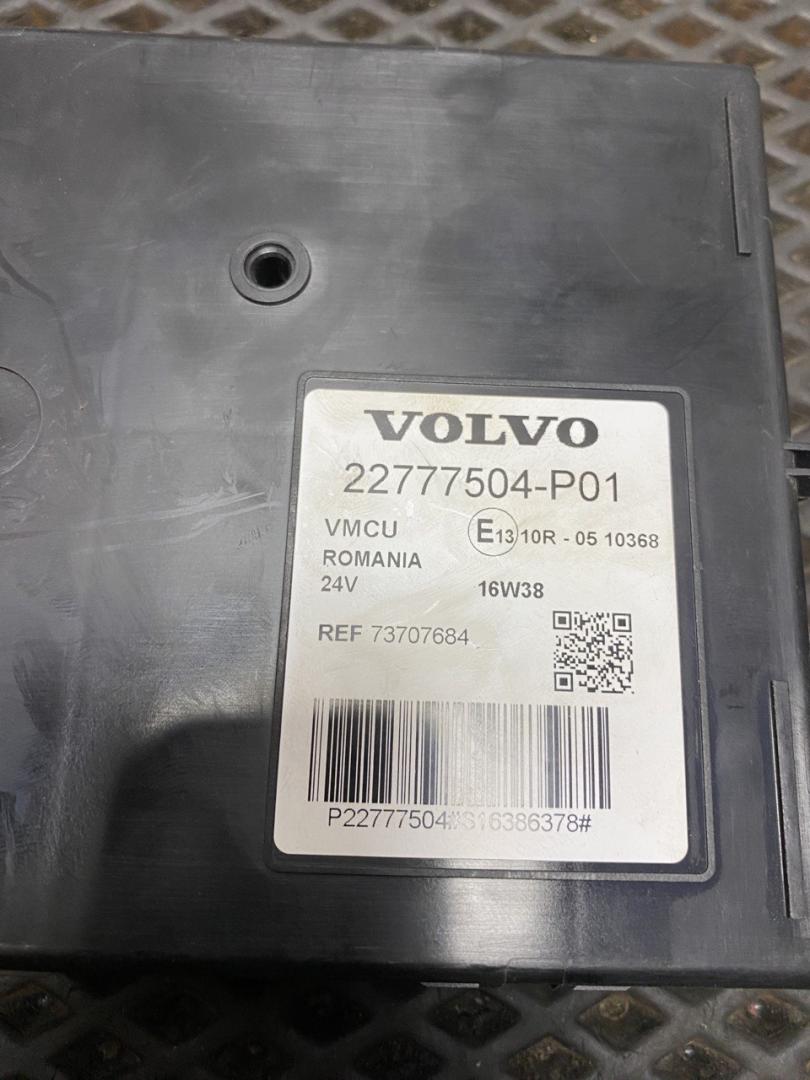 VOLVO
22777504-P01
VMCU E13 10R - 05 10368
ROMANIA
24V 16W38
REF 73707684
P22777504#S16386378#